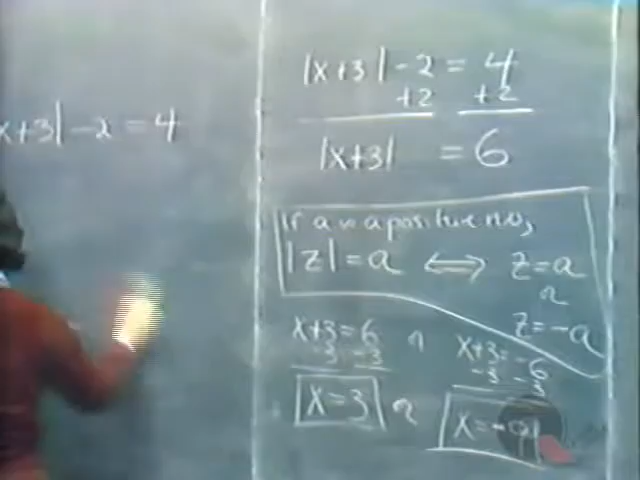 x+3|-2=4
|x+3|-2=4
+2 +2
|x+3| =6
If a is a positive no,
|z|=a ⟺ z=a
or
z=-a
x+3=6 or x+3=-6
-3 -3 -3 -3
x=3 or x=-9